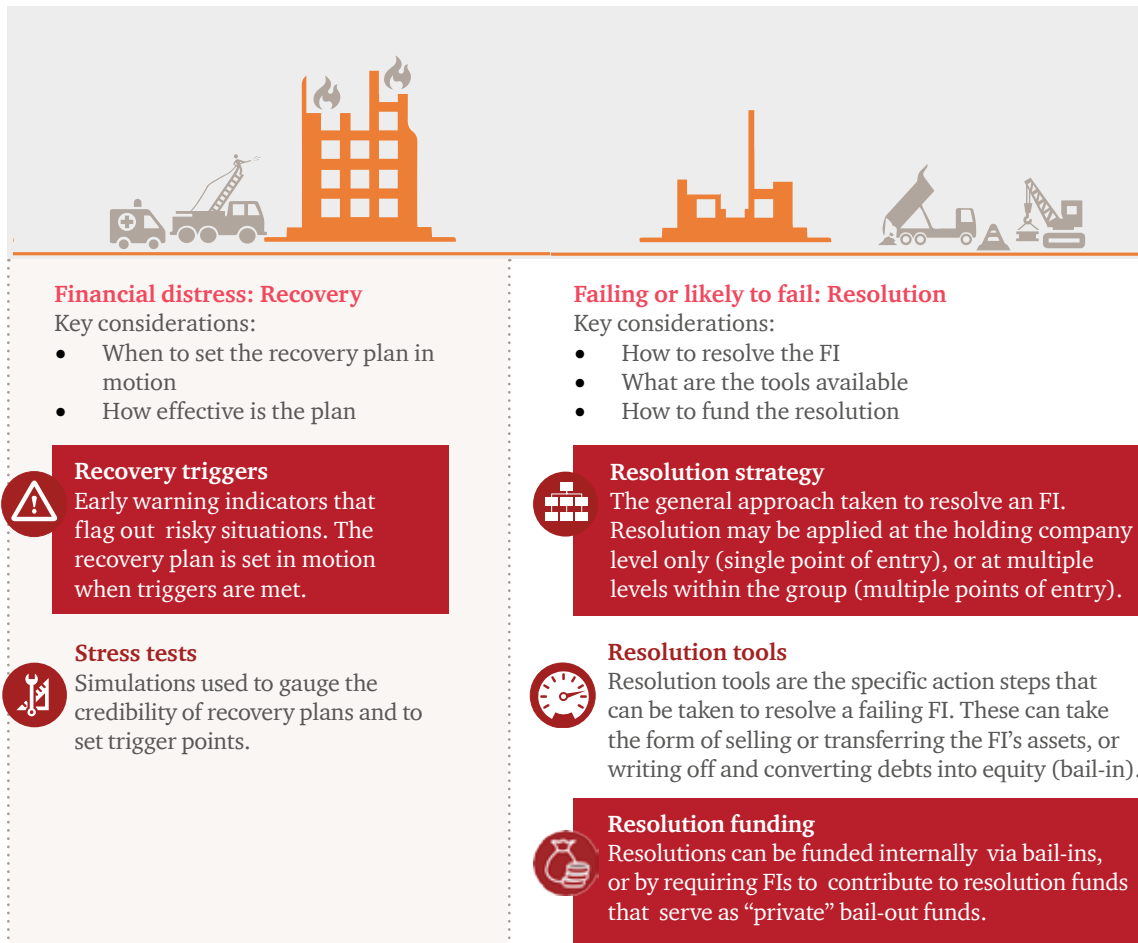 Financial distress: Recovery
Key considerations:
• When to set the recovery plan in
motion
• How effective is the plan
Recovery triggers
Early warning indicators that
flag out risky situations. The
recovery plan is set in motion
when triggers are met.
Stress tests
Simulations used to gauge the
credibility of recovery plans and to
set trigger points.
Failing or likely to fail: Resolution
Key considerations:
• How to resolve the FI
• What are the tools available
• How to fund the resolution
Resolution strategy
The general approach taken to resolve an FI.
Resolution may be applied at the holding company
level only (single point of entry), or at multiple
levels within the group (multiple points of entry).
Resolution tools
Resolution tools are the specific action steps that
can be taken to resolve a failing FI. These can take
the form of selling or transferring the FI’s assets, or
writing off and converting debts into equity (bail-in).
Resolution funding
Resolutions can be funded internally via bail-ins,
or by requiring FIs to contribute to resolution funds
that serve as “private” bail-out funds.